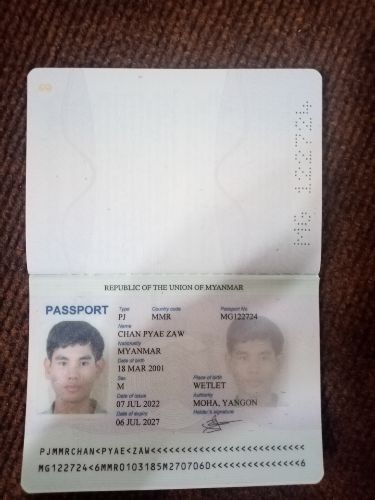 MG 122724
REPUBLIC OF THE UNION OF MYANMAR
PASSPORT
Type Country code Passport No
PJ MMR MG122724
Name
CHAN PYAE ZAW
Nationality
MYANMAR
Date of birth
18 MAR 2001
Sex Place of birth
M WETLET
Date of issue Authority
07 JUL 2022 MOHA, YANGON
Date of expiry Holder's signature
06 JUL 2027
PJMMRCHAN<PYAE<ZAW<<<<<<<<<<<<<<<<<<<<<<<<<<
MG122724<6MMR0103185M2707060<<<<<<<<<<<<<<<6